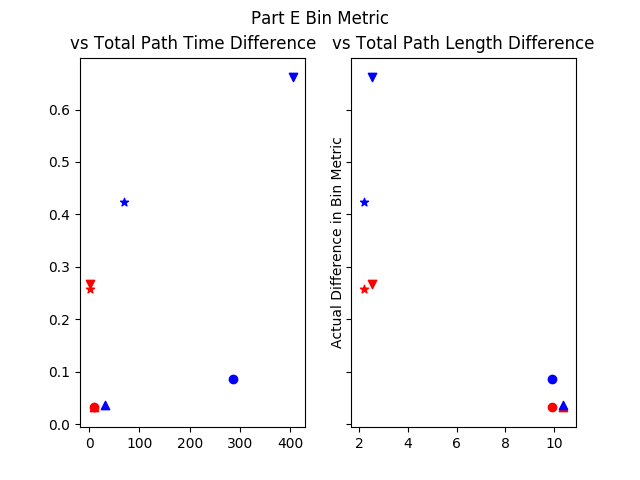 Part E Bin Metric
vs Total Path Time Difference
vs Total Path Length Difference
0.6
0.5
0.4
0.3
0.2
0.1
0.0
Actual Difference in Bin Metric
0 100 200 300 400
2 4 6 8 10